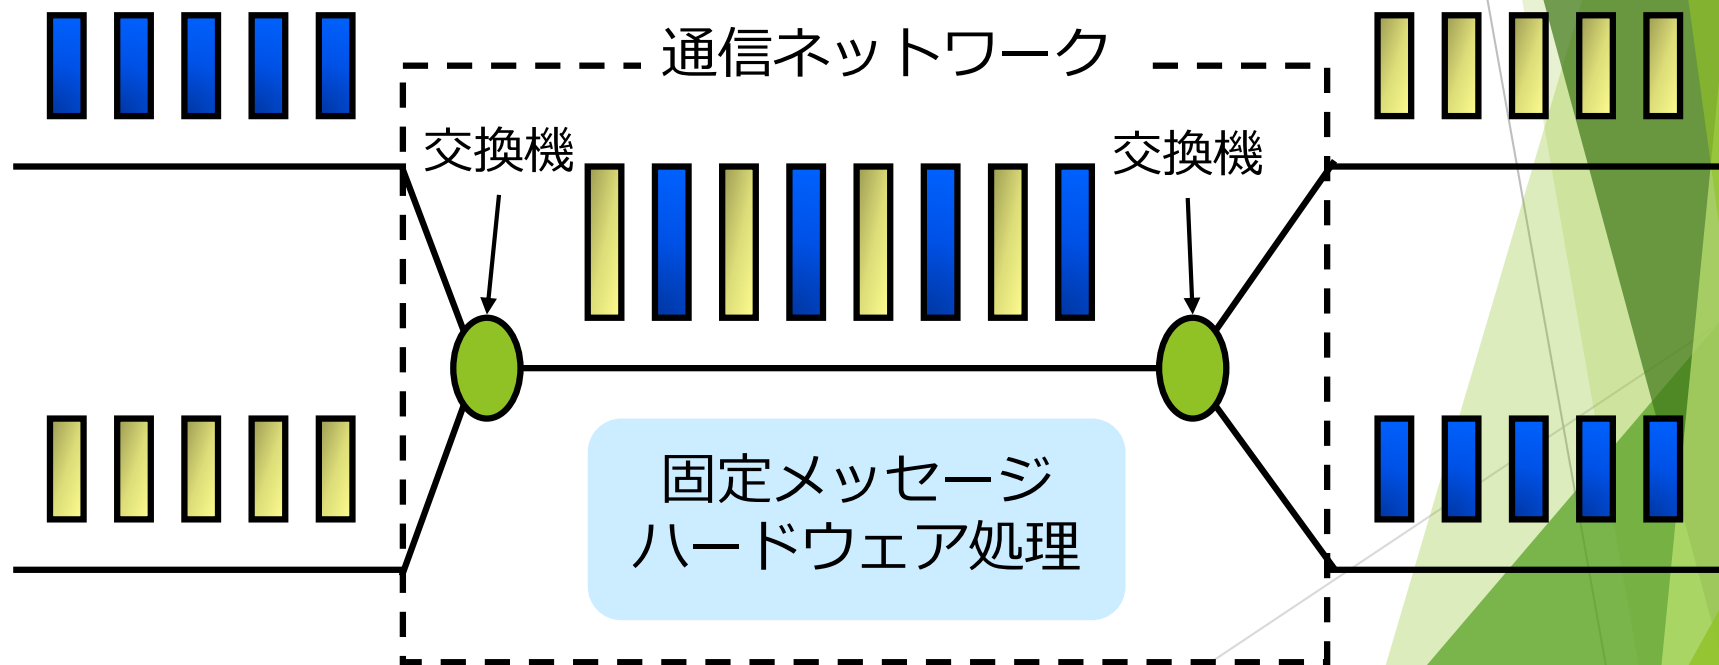 通信ネットワーク
交換機
交換機
固定メッセージ
ハードウェア処理